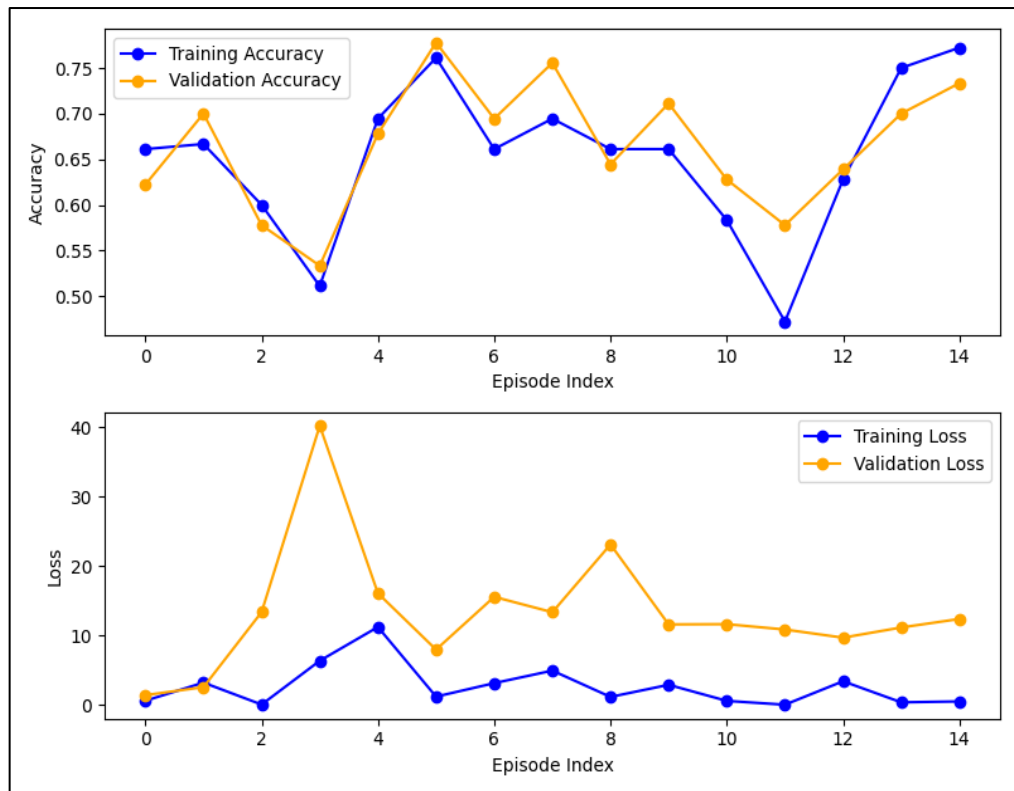 Training Accuracy
Validation Accuracy
0.75
0.70
0.65
0.60
0.55
0.50
Accuracy
0 2 4 6 8 10 12 14
Episode Index
Training Loss
Validation Loss
40
30
20
10
0
Loss
0 2 4 6 8 10 12 14
Episode Index